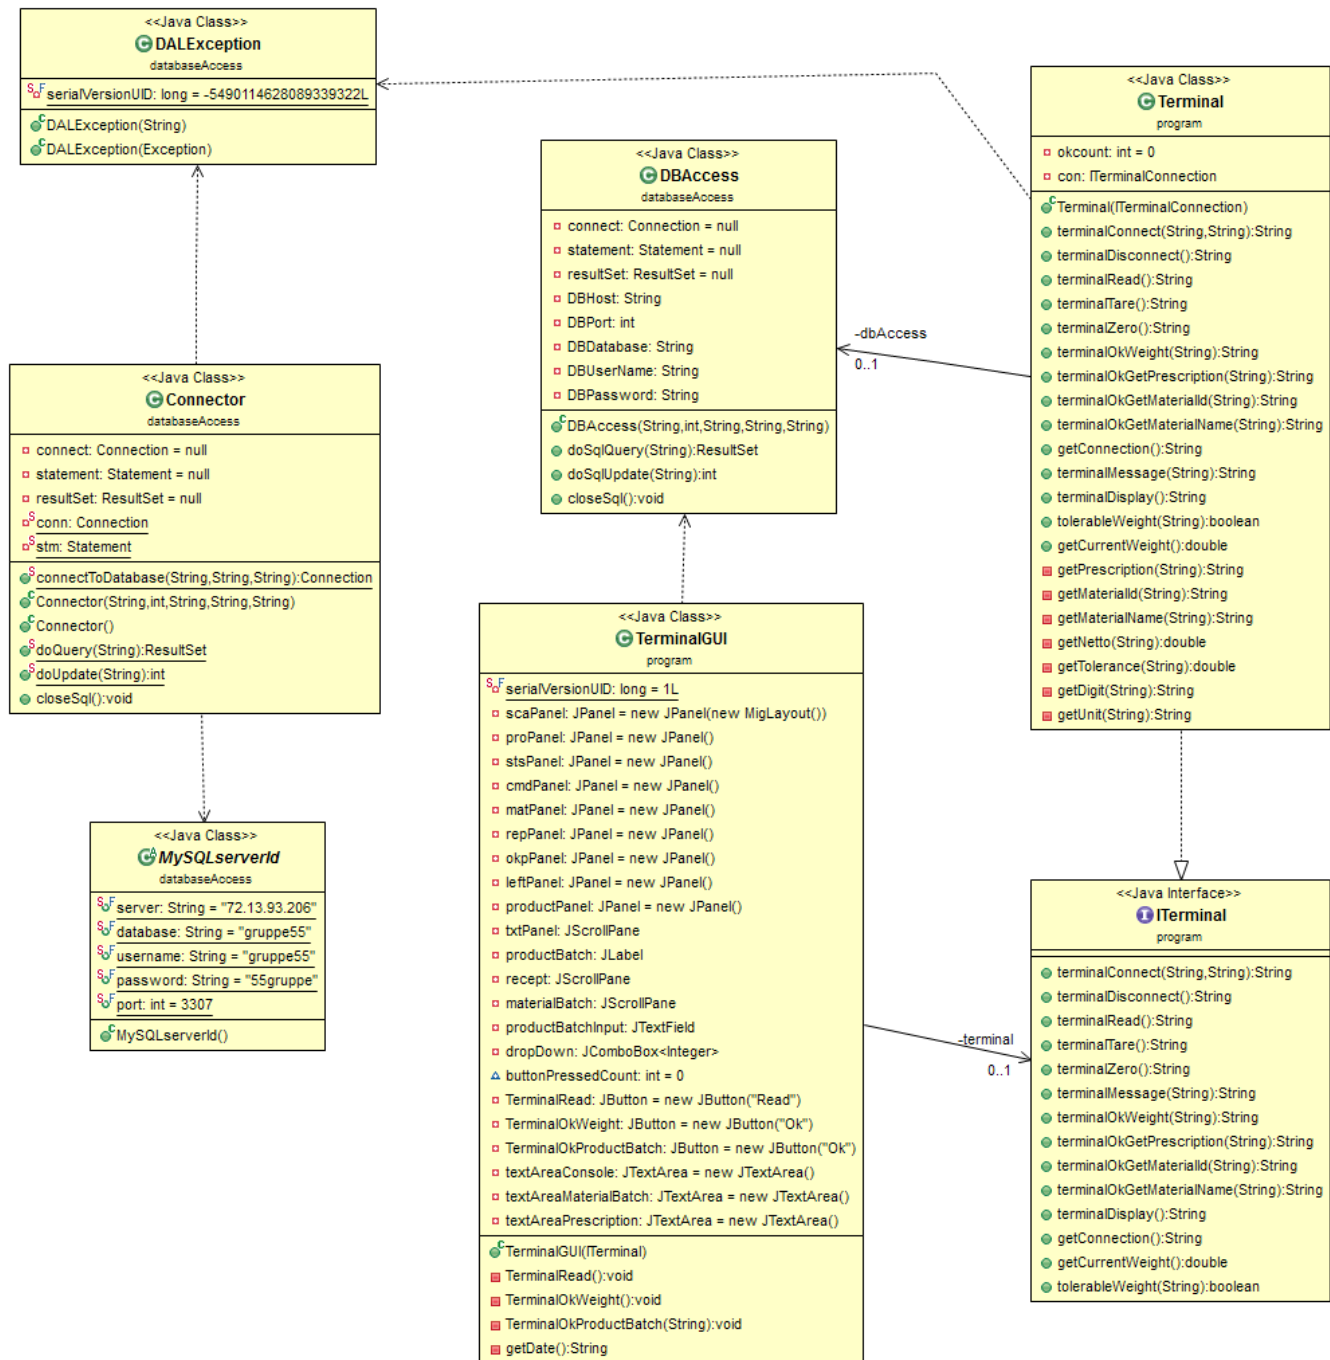 <<Java Class>>
DALException
databaseAccess
serialVersionUID: long = -5490114628089339322L
DALException(String)
DALException(Exception)
<<Java Class>>
Connector
databaseAccess
connect: Connection = null
statement: Statement = null
resultSet: ResultSet = null
conn: Connection
stm: Statement
connectToDatabase(String,String,String):Connection
Connector(String,int,String,String,String)
Connector()
doQuery(String):ResultSet
doUpdate(String):int
closeSql():void
<<Java Class>>
MySQLserverId
databaseAccess
server: String = "72.13.93.206"
database: String = "gruppe55"
username: String = "gruppe55"
password: String = "55gruppe"
port: int = 3307
MySQLserverId()
<<Java Class>>
DBAccess
databaseAccess
connect: Connection = null
statement: Statement = null
resultSet: ResultSet = null
DBHost: String
DBPort: int
DBDatabase: String
DBUserName: String
DBPassword: String
DBAccess(String,int,String,String,String)
doSqlQuery(String):ResultSet
doSqlUpdate(String):int
closeSql():void
<<Java Class>>
TerminalGUI
program
serialVersionUID: long = 1L
scaPanel: JPanel = new JPanel(new MigLayout())
proPanel: JPanel = new JPanel()
stsPanel: JPanel = new JPanel()
cmdPanel: JPanel = new JPanel()
matPanel: JPanel = new JPanel()
repPanel: JPanel = new JPanel()
okpPanel: JPanel = new JPanel()
leftPanel: JPanel = new JPanel()
productPanel: JPanel = new JPanel()
txtPanel: JScrollPane
productBatch: JLabel
recept: JScrollPane
materialBatch: JScrollPane
productBatchInput: JTextField
dropDown: JComboBox<Integer>
buttonPressedCount: int = 0
TerminalRead: JButton = new JButton("Read")
TerminalOkWeight: JButton = new JButton("Ok")
TerminalOkProductBatch: JButton = new JButton("Ok")
textAreaConsole: JTextArea = new JTextArea()
textAreaMaterialBatch: JTextArea = new JTextArea()
textAreaPrescription: JTextArea = new JTextArea()
TerminalGUI(ITerminal)
TerminalRead():void
TerminalOkWeight():void
TerminalOkProductBatch(String):void
getDate():String
-dbAccess
0..1
-terminal
0..1
<<Java Class>>
Terminal
program
okcount: int = 0
con: ITerminalConnection
Terminal(ITerminalConnection)
terminalConnect(String,String):String
terminalDisconnect():String
terminalRead():String
terminalTare():String
terminalZero():String
terminalOkWeight(String):String
terminalOkGetPrescription(String):String
terminalOkGetMaterialId(String):String
terminalOkGetMaterialName(String):String
getConnection():String
terminalMessage(String):String
terminalDisplay():String
tolerableWeight(String):boolean
getCurrentWeight():double
getPrescription(String):String
getMaterialId(String):String
getMaterialName(String):String
getNetto(String):double
getTolerance(String):double
getDigit(String):String
getUnit(String):String
<<Java Interface>>
ITerminal
program
terminalConnect(String,String):String
terminalDisconnect():String
terminalRead():String
terminalTare():String
terminalZero():String
terminalMessage(String):String
terminalOkWeight(String):String
terminalOkGetPrescription(String):String
terminalOkGetMaterialId(String):String
terminalOkGetMaterialName(String):String
terminalDisplay():String
getConnection():String
getCurrentWeight():double
tolerableWeight(String):boolean